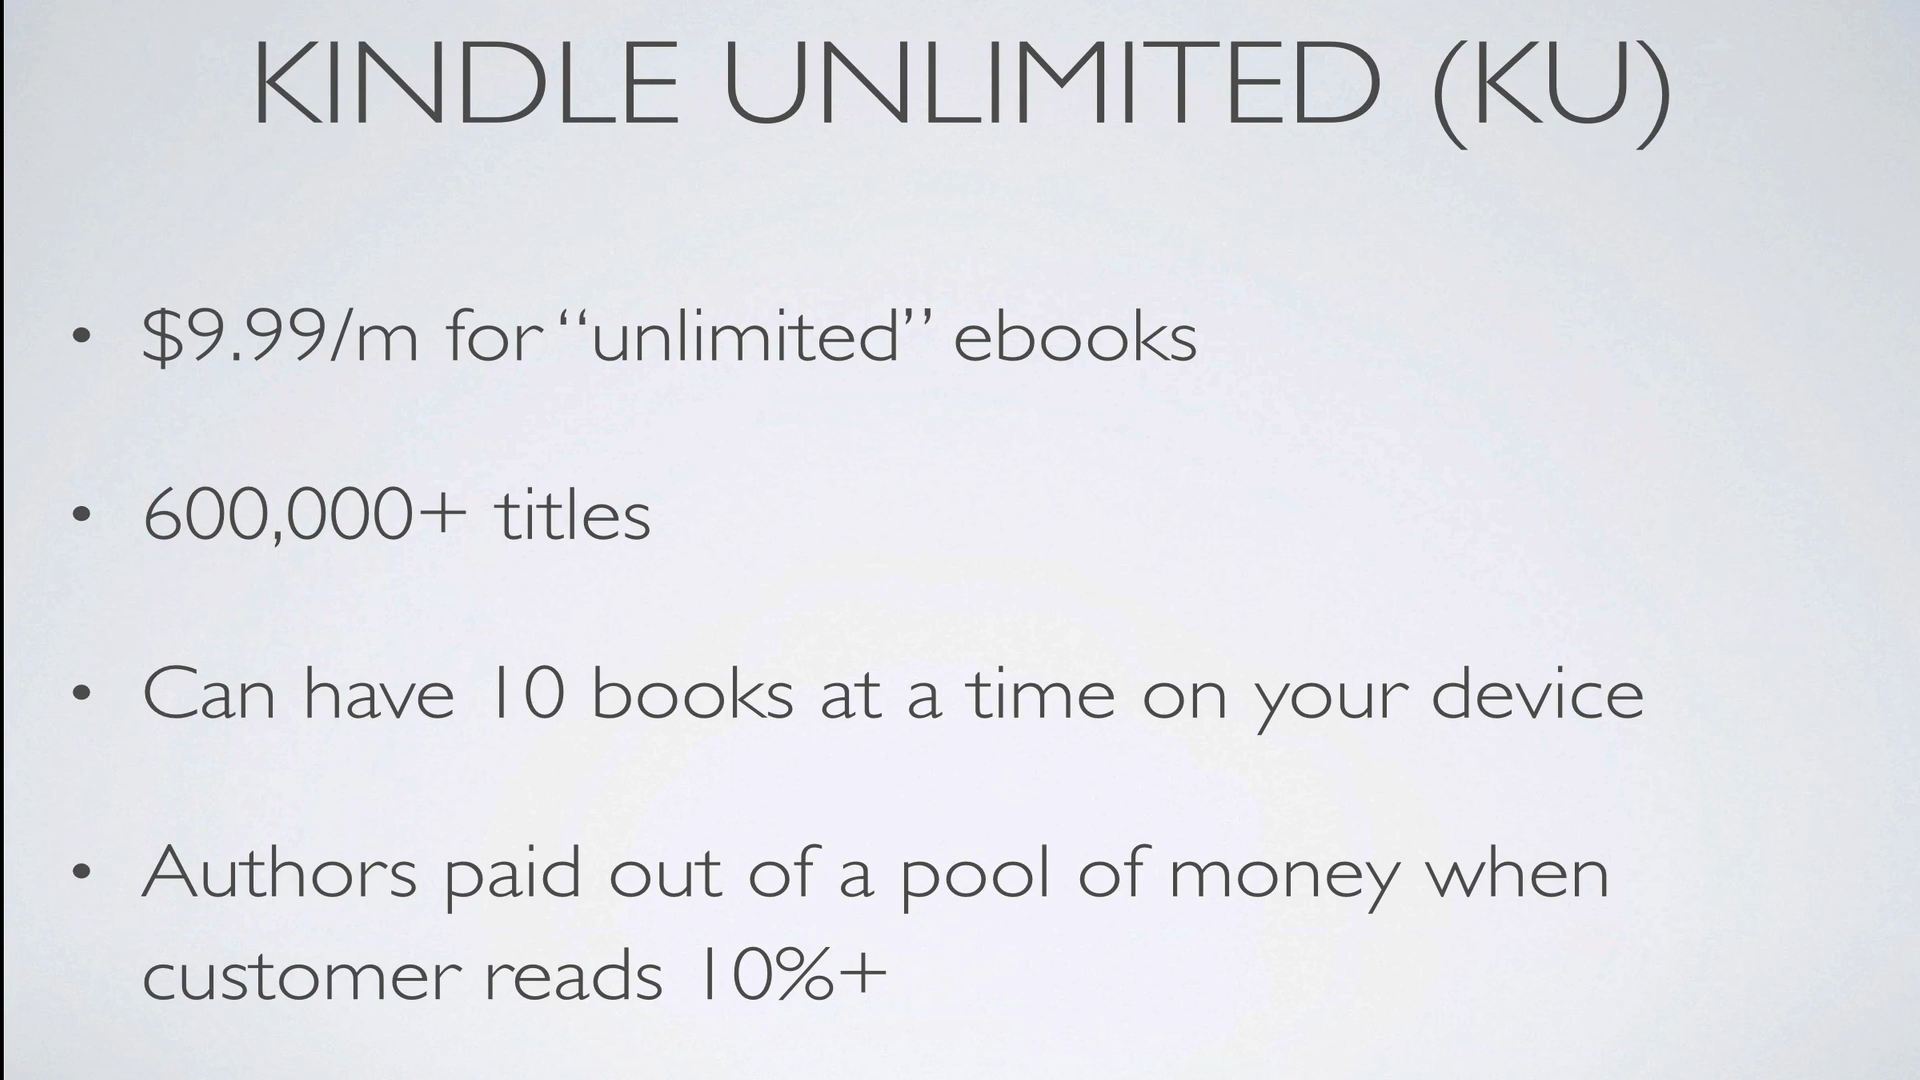 KINDLE UNLIMITED (KU)
• $9.99/m for “unlimited” ebooks
• 600,000+ titles
• Can have 10 books at a time on your device
• Authors paid out of a pool of money when
customer reads 10%+